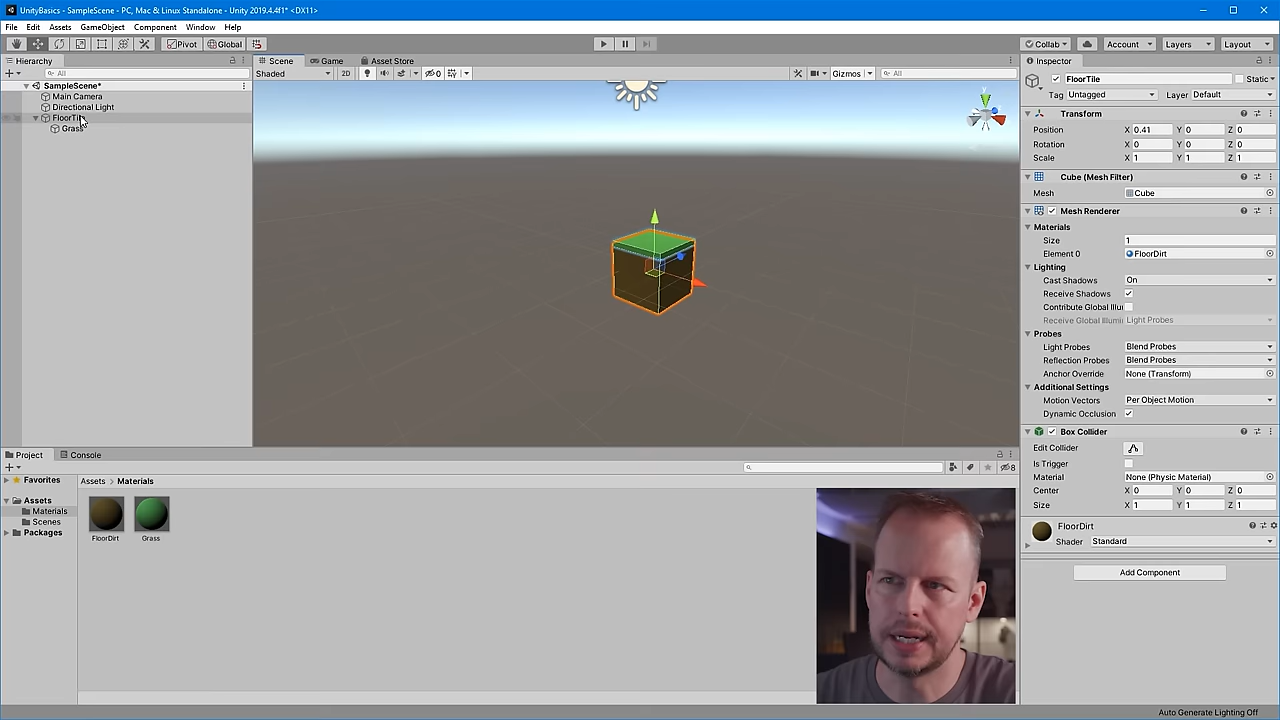 UnityBasics - SampleScene - PC, Mac & Linux Standalone - Unity 2019.4.4f1* <DX11>
File Edit Assets GameObject Component Window Help
Pivot Global Collab Account Layers Layout
Hierarchy
All
SampleScene*
Main Camera
Directional Light
FloorTile
Grass
Scene Game Asset Store
Shaded 2D 0 Gizmos All
Inspector
FloorTile Static
Tag Untagged Layer Default
Transform
Position X 0.41 Y 0 Z 0
Rotation X 0 Y 0 Z 0
Scale X 1 Y 1 Z 1
Cube (Mesh Filter)
Mesh Cube
Mesh Renderer
Materials
Size 1
Element 0 FloorDirt
Lighting
Cast Shadows On
Receive Shadows
Contribute Global Illu
Receive Global Illumi Light Probes
Probes
Light Probes Blend Probes
Reflection Probes Blend Probes
Anchor Override None (Transform)
Additional Settings
Motion Vectors Per Object Motion
Dynamic Occlusion
Box Collider
Edit Collider
Is Trigger
Material None (Physic Material)
Center X 0 Y 0 Z 0
Size X 1 Y 1 Z 1
FloorDirt
Shader Standard
Add Component
Project Console
8
Favorites
Assets
Materials
Scenes
Packages
Assets > Materials
FloorDirt Grass
Auto Generate Lighting Off